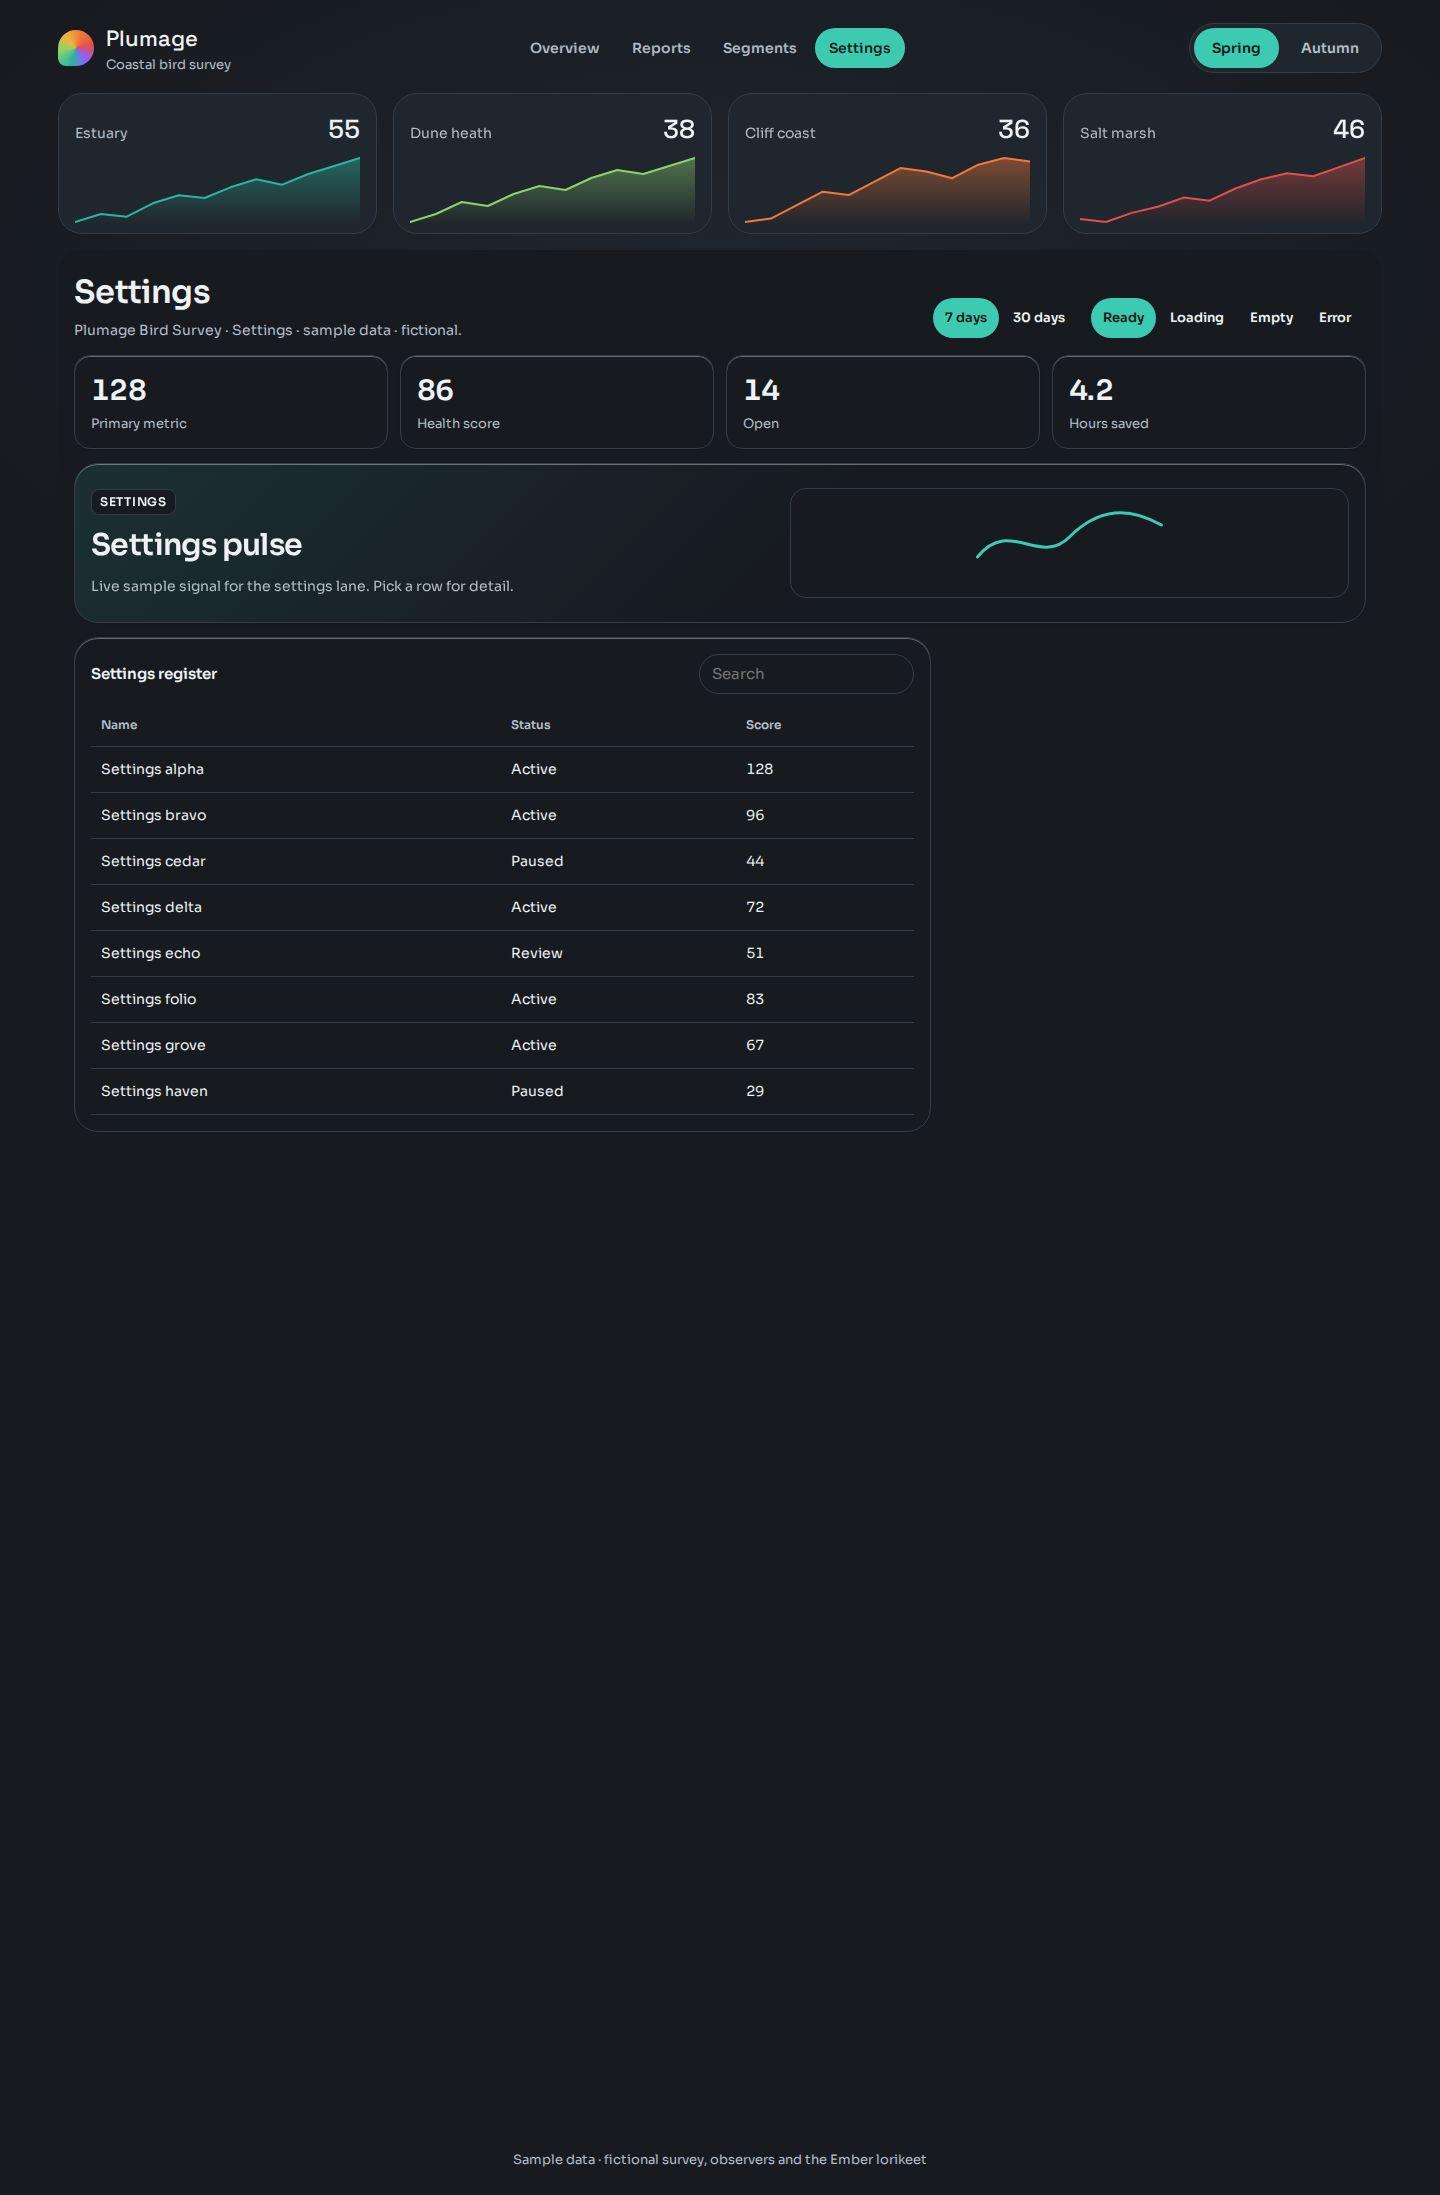 Plumage
Coastal bird survey
Overview Reports Segments Settings
Spring Autumn
Estuary 55
Dune heath 38
Cliff coast 36
Salt marsh 46
Settings
Plumage Bird Survey · Settings · sample data · fictional.
7 days 30 days Ready Loading Empty Error
128
Primary metric
86
Health score
14
Open
4.2
Hours saved
SETTINGS
Settings pulse
Live sample signal for the settings lane. Pick a row for detail.
Settings register
Search
Name Status Score
Settings alpha Active 128
Settings bravo Active 96
Settings cedar Paused 44
Settings delta Active 72
Settings echo Review 51
Settings folio Active 83
Settings grove Active 67
Settings haven Paused 29
Sample data · fictional survey, observers and the Ember lorikeet